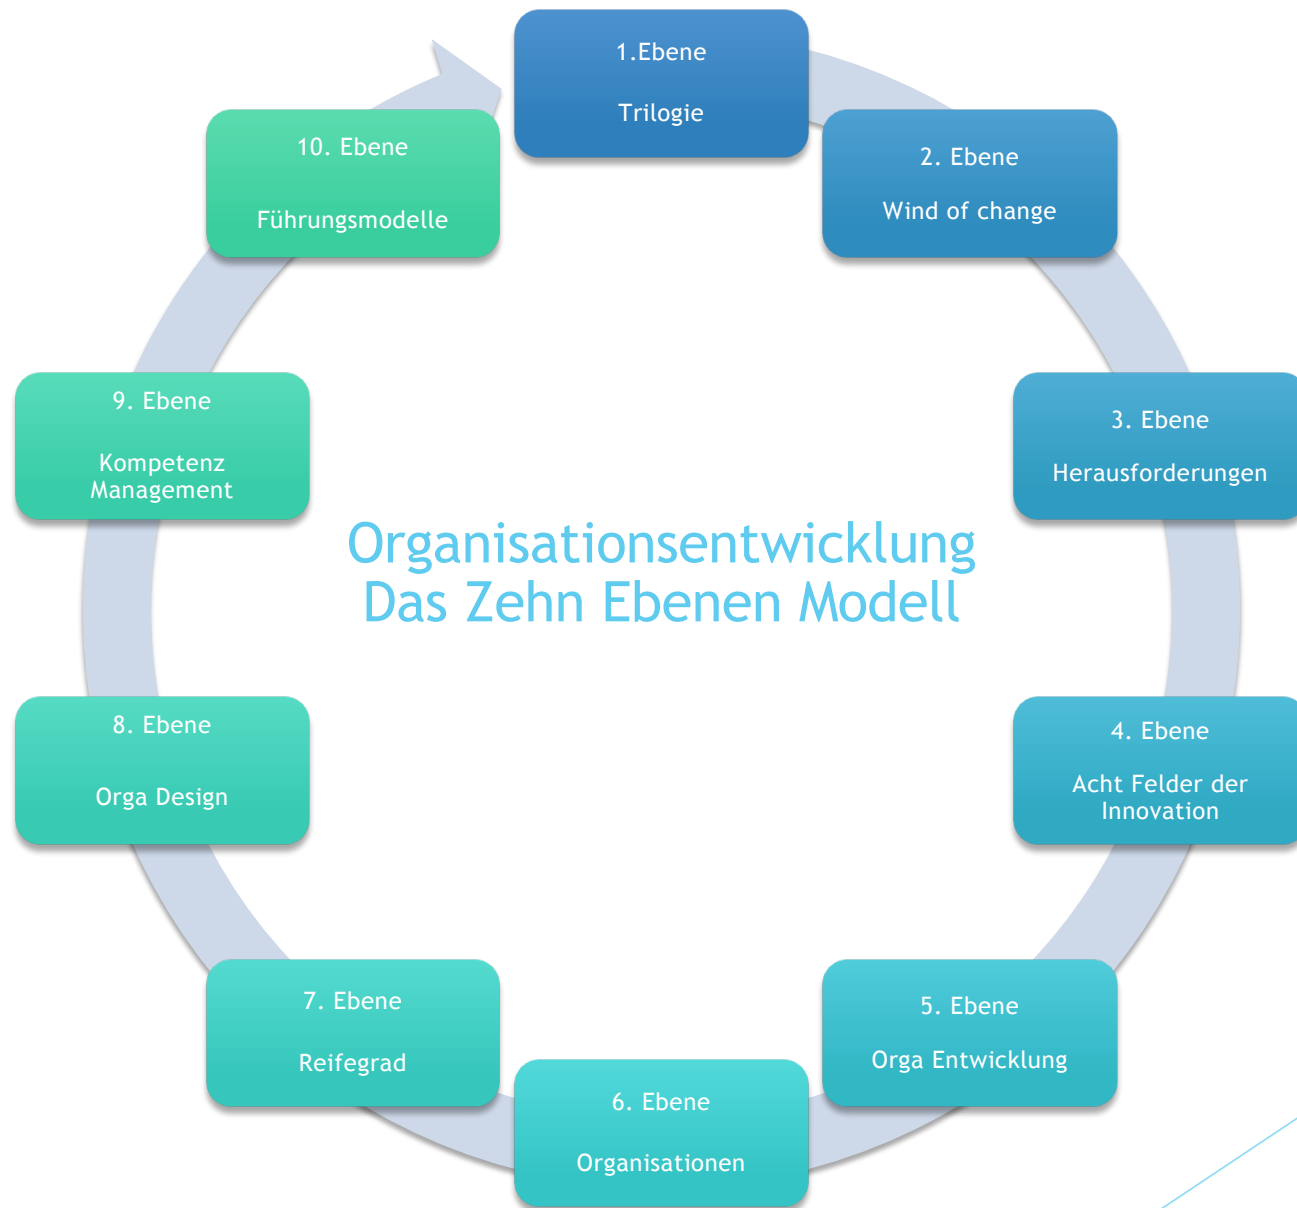 1.Ebene
Trilogie
2. Ebene
Wind of change
3. Ebene
Herausforderungen
4. Ebene
Acht Felder der
Innovation
5. Ebene
Orga Entwicklung
6. Ebene
Organisationen
7. Ebene
Reifegrad
8. Ebene
Orga Design
9. Ebene
Kompetenz
Management
10. Ebene
Führungsmodelle
Organisationsentwicklung
Das Zehn Ebenen Modell